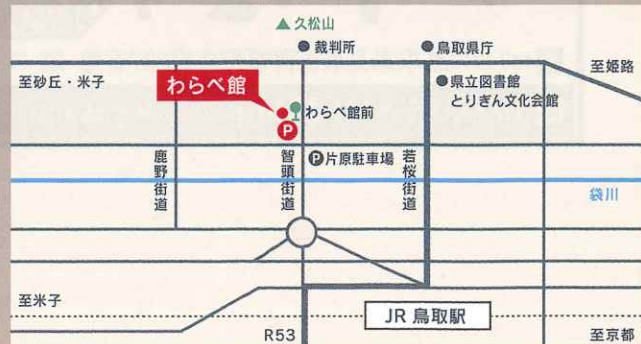 ▲久松山
●裁判所
●鳥取県庁
至砂丘・米子
至姫路
わらべ館
●県立図書館
とりぎん文化会館
わらべ館前
P
鹿野街道
智頭街道
P片原駐車場
若桜街道
袋川
至米子
JR 鳥取駅
R53
至京都